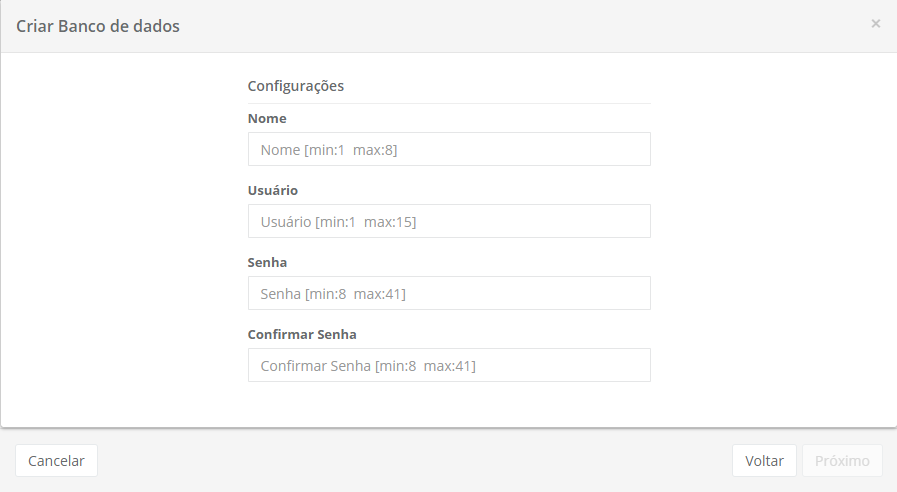 Criar Banco de dados
×
Configurações
Nome
Nome [min:1  max:8]
Usuário
Usuário [min:1  max:15]
Senha
Senha [min:8  max:41]
Confirmar Senha
Confirmar Senha [min:8  max:41]
Cancelar
Voltar
Próximo